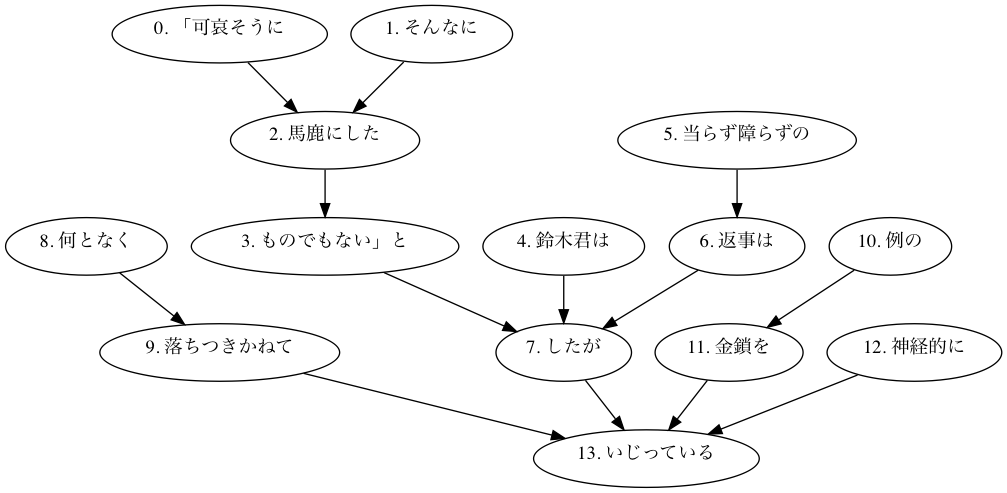 0. 「可哀そうに
1. そんなに
2. 馬鹿にした
5. 当らず障らずの
8. 何となく
3. ものでもない」と
4. 鈴木君は
6. 返事は
10. 例の
9. 落ちつきかねて
7. したが
11. 金鎖を
12. 神経的に
13. いじっている